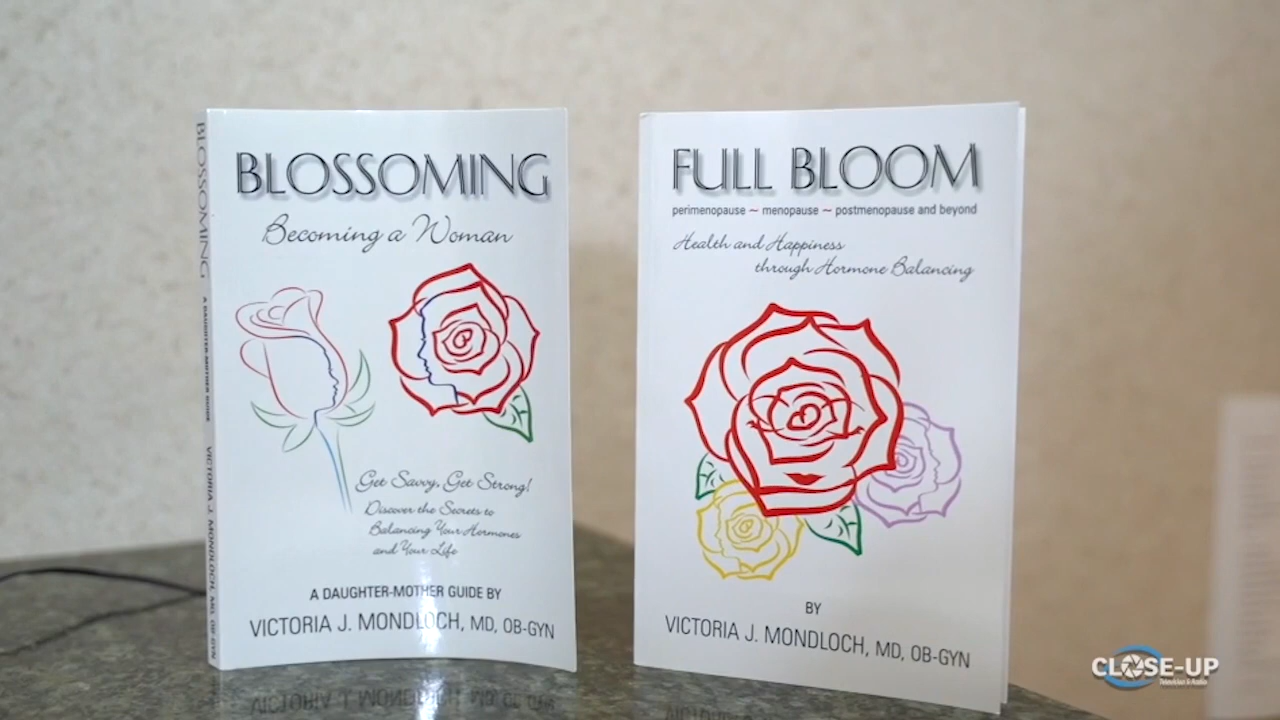 BLOSSOMING
A DAUGHTER-MOTHER GUIDE
VICTORIA J. MONDLOCH, MD, OB-GYN
BLOSSOMING
Becoming a Woman
Get Savvy, Get Strong!
Discover the Secrets to
Balancing Your Hormones
and Your Life
A DAUGHTER-MOTHER GUIDE BY
VICTORIA J. MONDLOCH, MD, OB-GYN
FULL BLOOM
perimenopause ~ menopause ~ postmenopause and beyond
Health and Happiness
through Hormone Balancing
BY
VICTORIA J. MONDLOCH, MD, OB-GYN
CLOSE-UP
Television & Radio